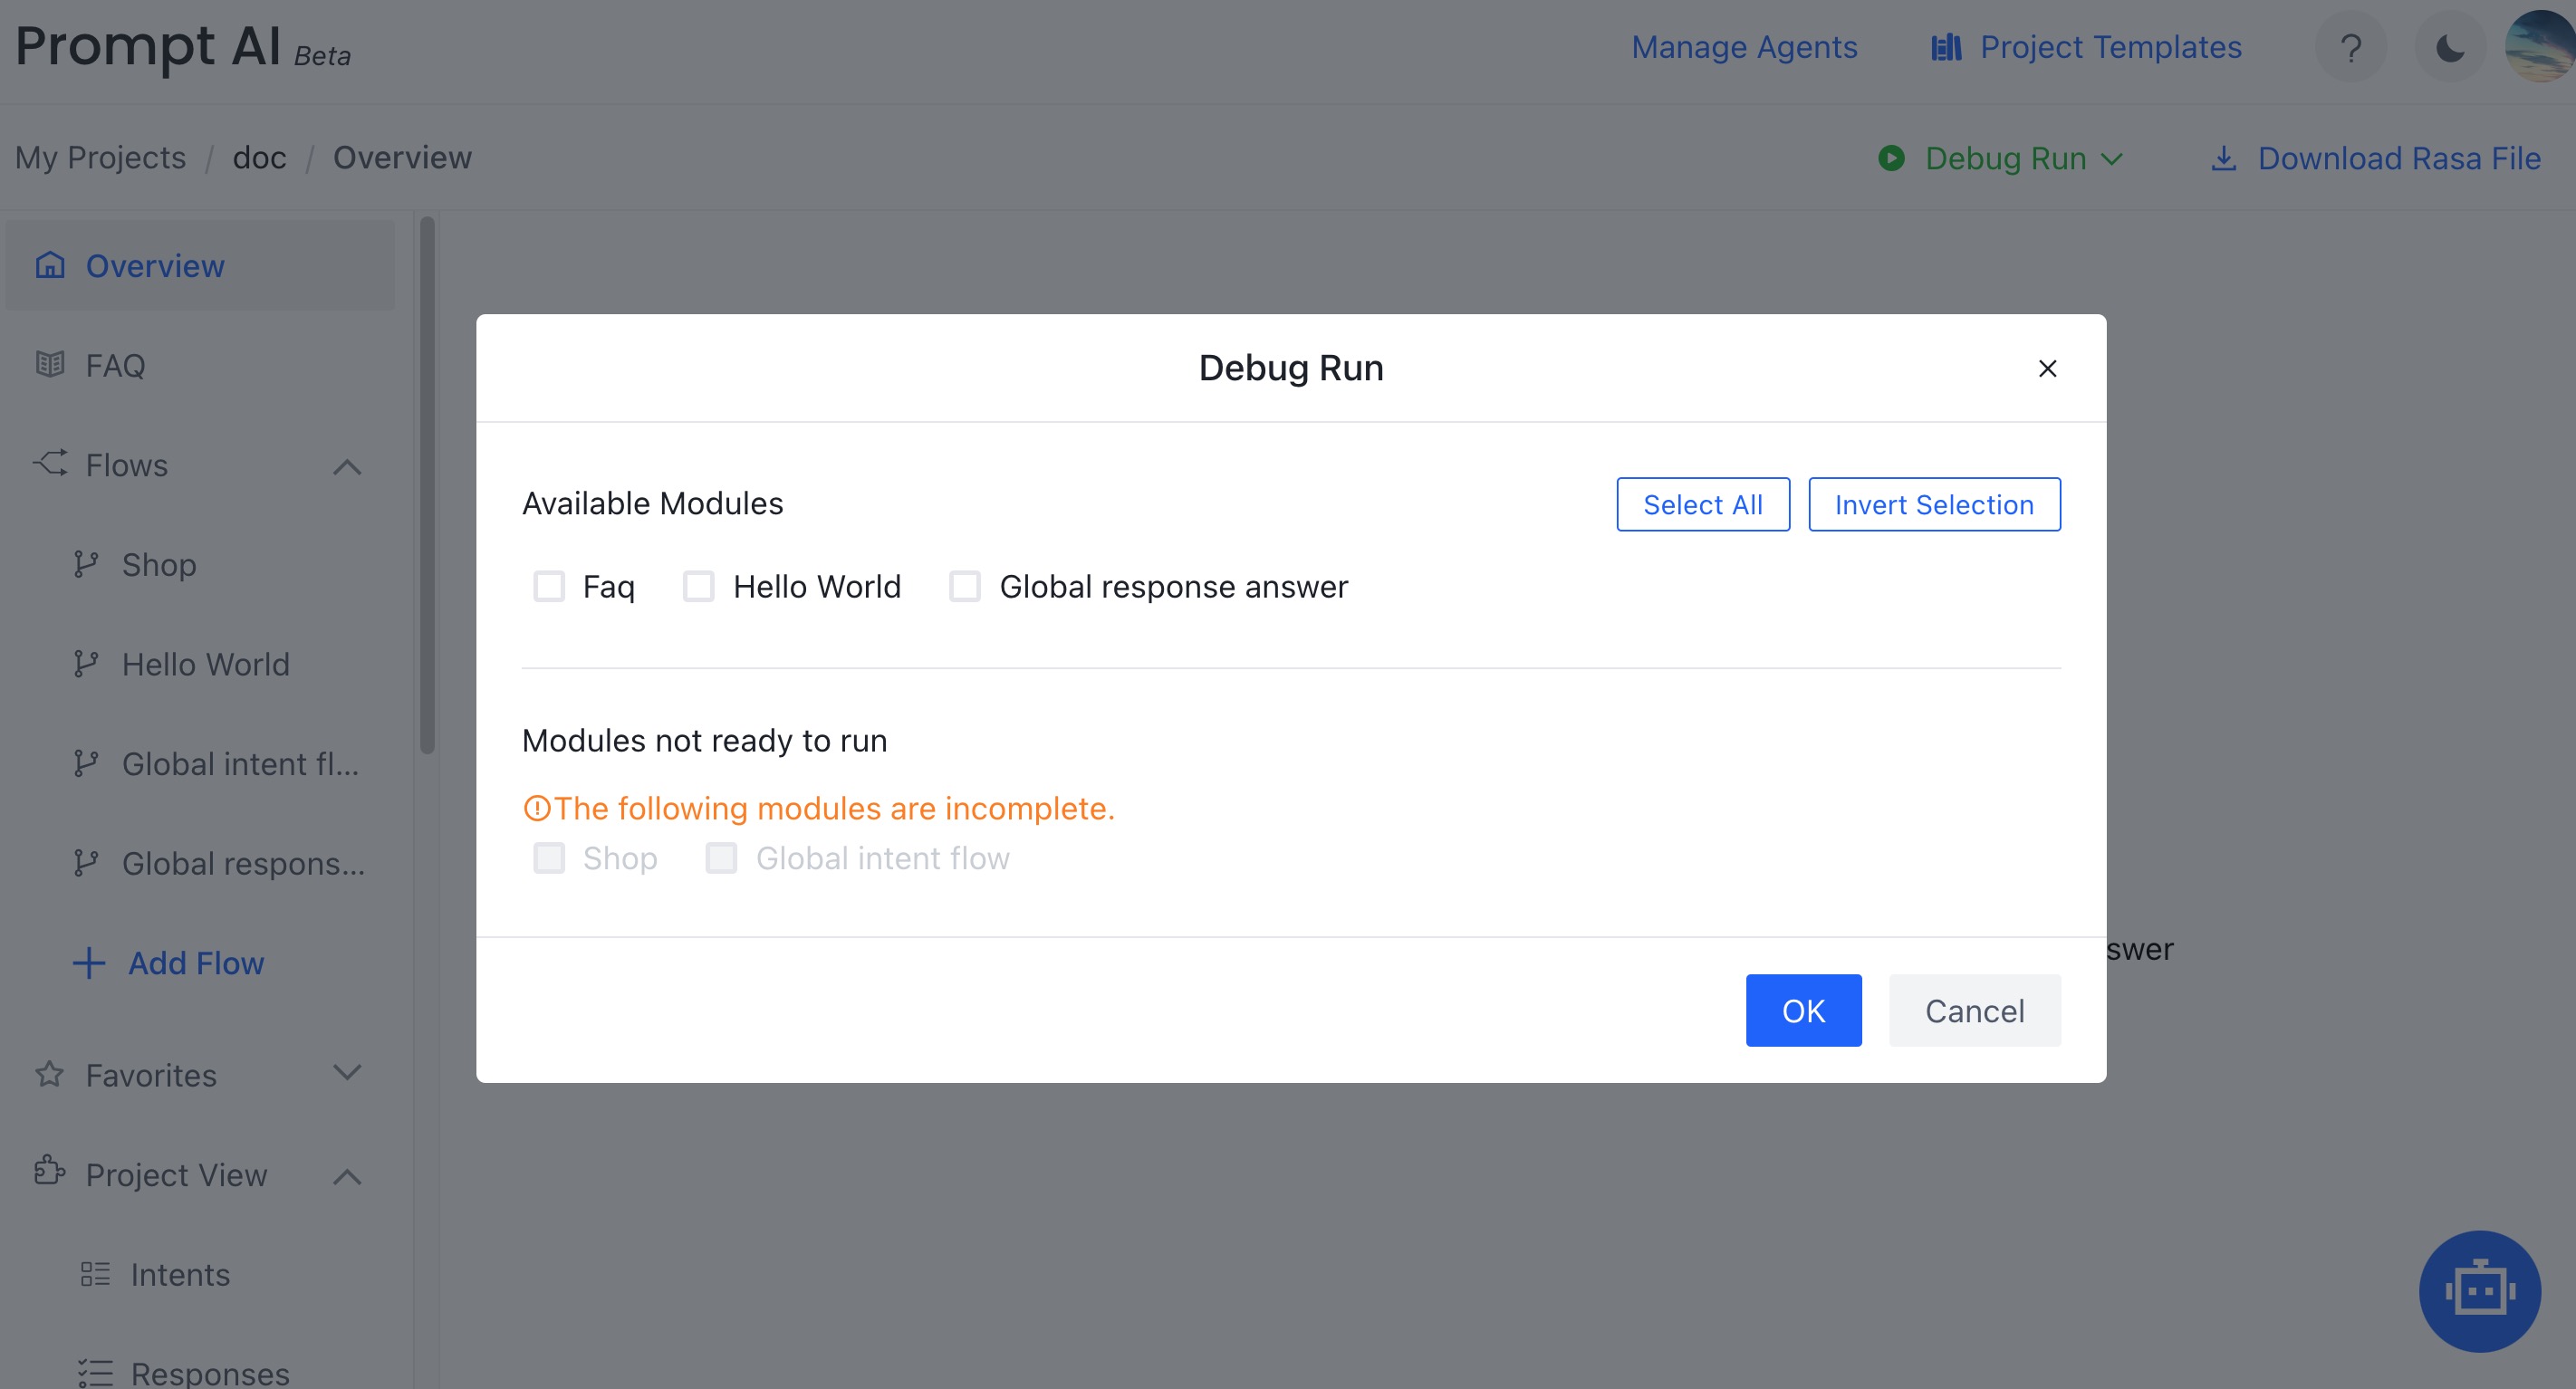 Prompt AI Beta
Manage Agents
Project Templates
?
My Projects / doc / Overview
Debug Run
Download Rasa File
Overview
FAQ
Flows
Shop
Hello World
Global intent fl...
Global respons...
Add Flow
Favorites
Project View
Intents
Responses
Debug Run
Available Modules
Select All
Invert Selection
Faq
Hello World
Global response answer
Modules not ready to run
The following modules are incomplete.
Shop
Global intent flow
swer
OK
Cancel